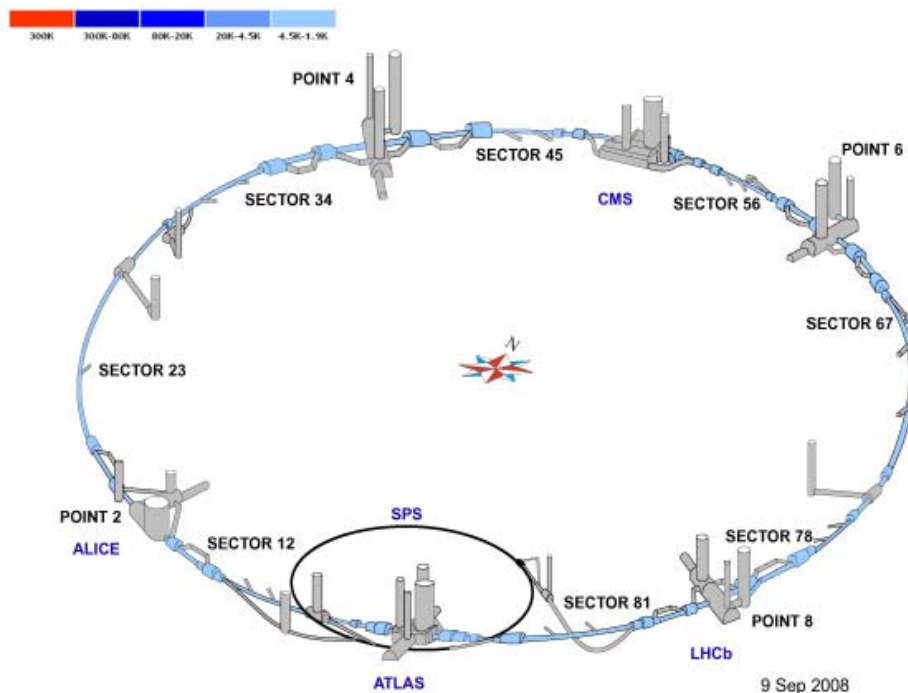 300K
300K-80K
80K-20K
20K-4.5K
4.5K-1.9K
POINT 4
SECTOR 45
POINT 6
SECTOR 34
CMS
SECTOR 56
N
SECTOR 67
SECTOR 23
POINT 2
ALICE
SECTOR 12
SPS
SECTOR 78
SECTOR 81
POINT 8
LHCb
ATLAS
9 Sep 2008